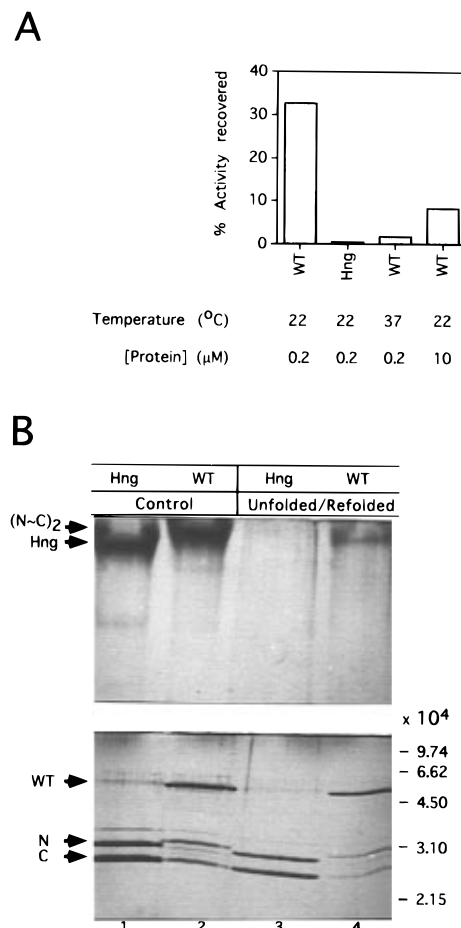 A
% Activity recovered
40
30
20
10
0
WT Hng WT WT
Temperature (°C) 22 22 37 22
[Protein] (μM) 0.2 0.2 0.2 10
B
Hng WT Hng WT
Control Unfolded/Refolded
(N~C)2
Hng
x 10⁴
9.74
WT
6.62
4.50
N
3.10
C
2.15
1 2 3 4